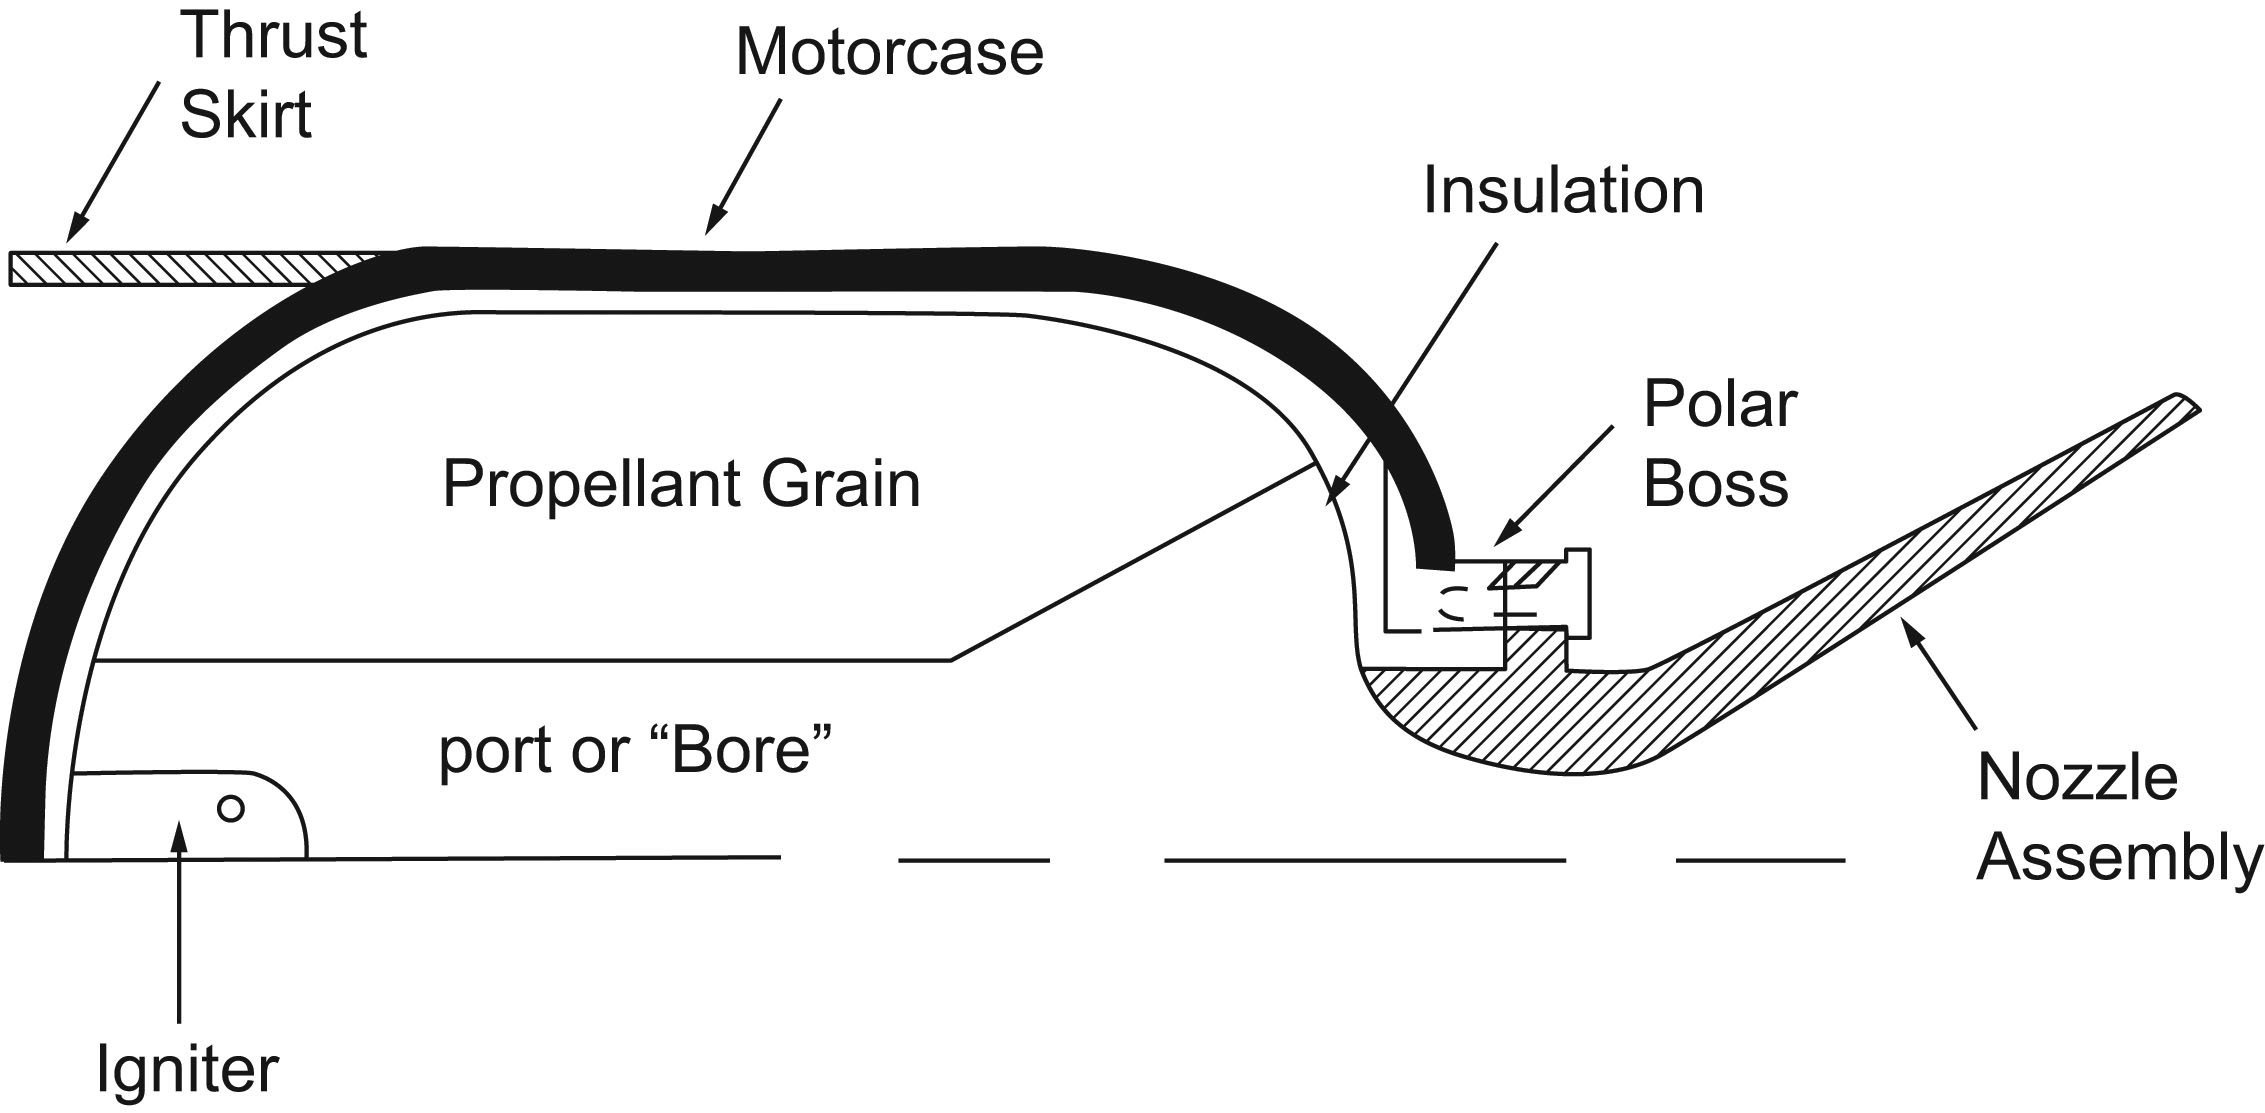 Thrust
Skirt
Motorcase
Insulation
Polar
Boss
Propellant Grain
port or “Bore”
Nozzle
Assembly
Igniter